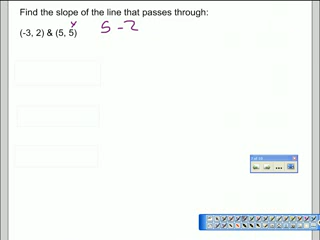 Find the slope of the line that passes through:
y
(-3, 2) & (5, 5) 5 - 2